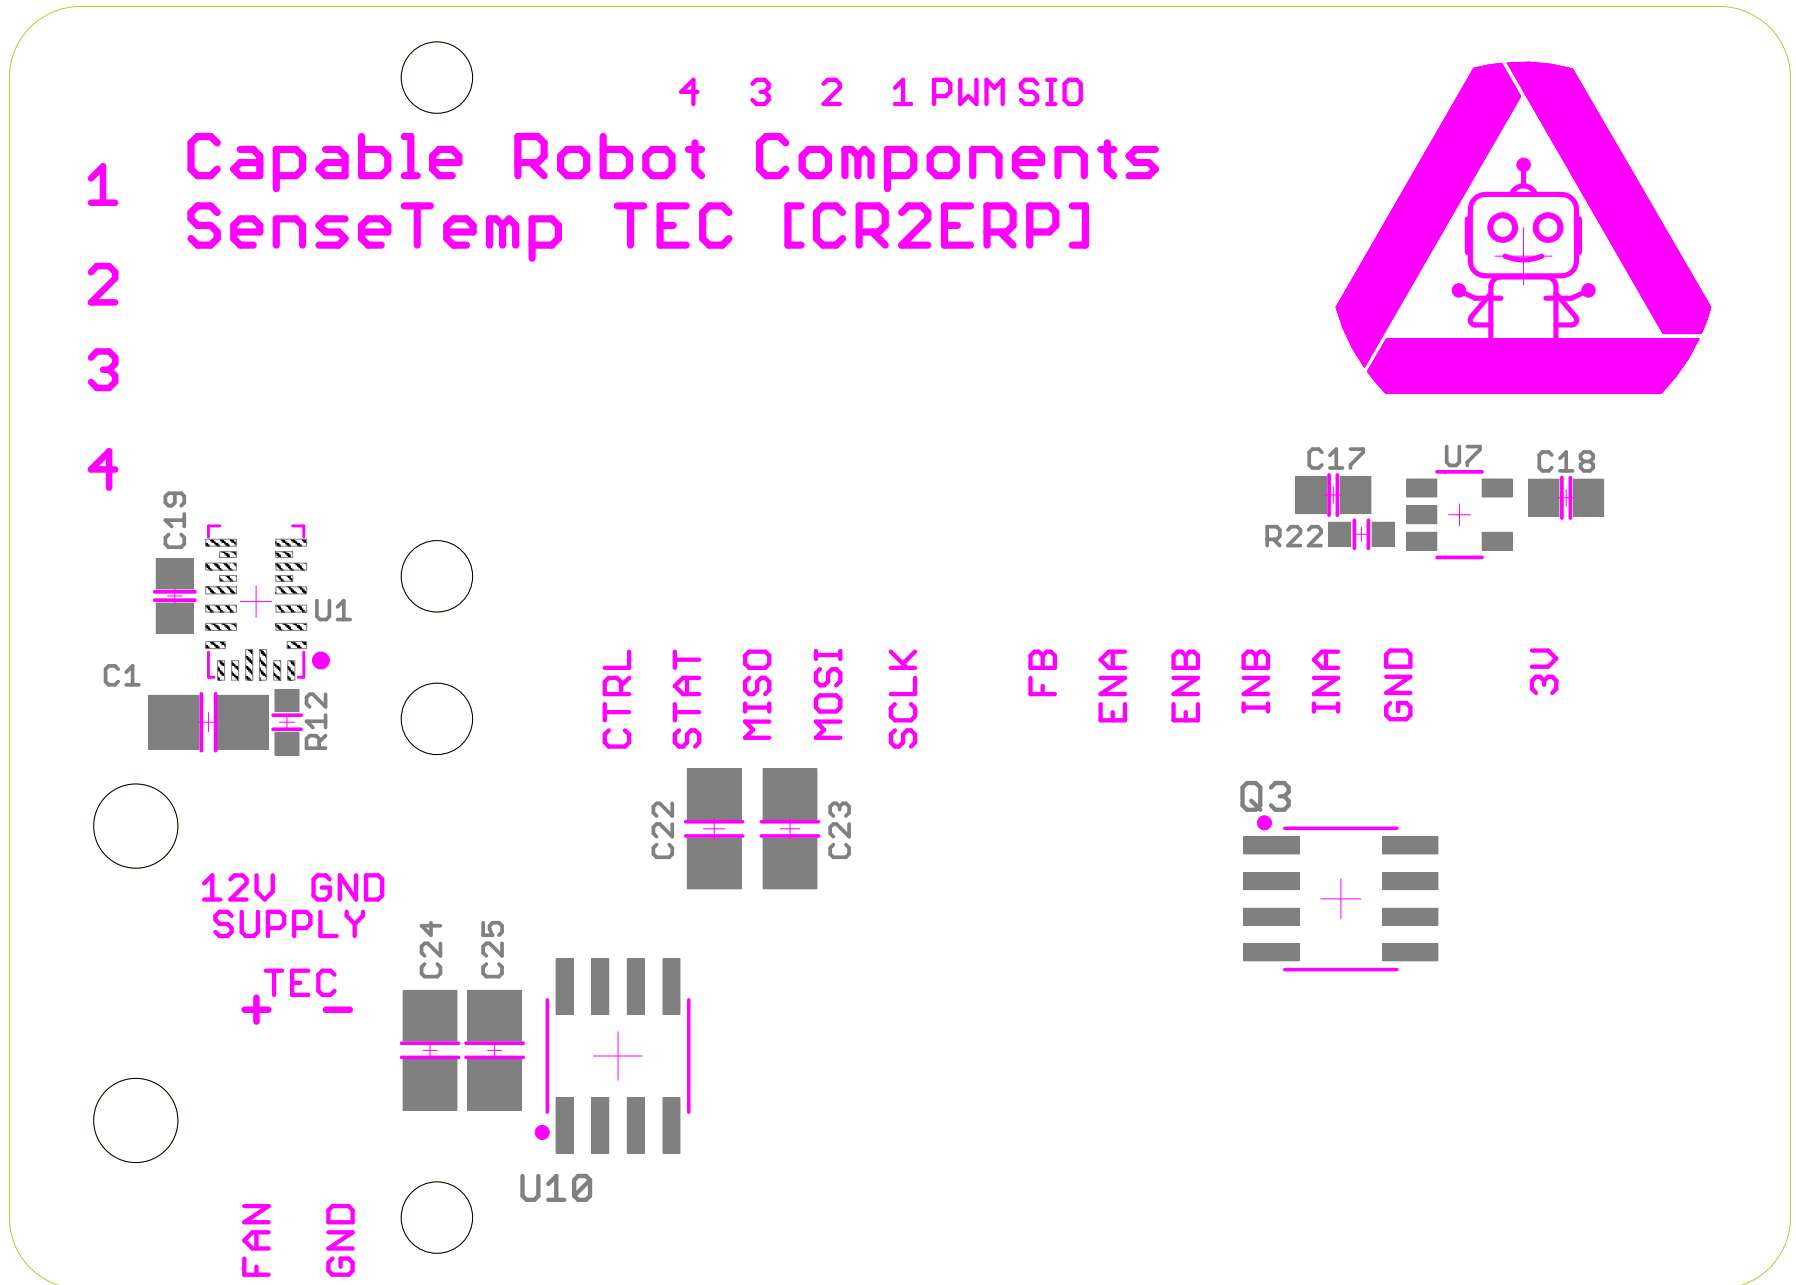 4 3 2 1 PWM SIO
Capable Robot Components
SenseTemp TEC [CR2ERP]
1
2
3
4
C17
U7
C18
R22
C19
U1
C1
R12
CTRL
STAT
MISO
MOSI
SCLK
FB
ENA
ENB
INB
INA
GND
3V
C22
C23
Q3
12V GND
SUPPLY
TEC
+ -
C24
C25
U10
FAN
GND